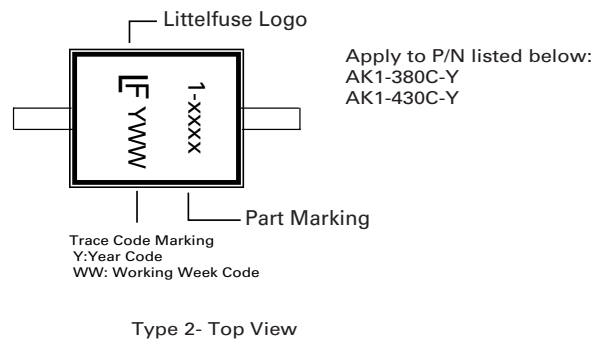 Littelfuse Logo
Apply to P/N listed below:
AK1-380C-Y
AK1-430C-Y
LF YWW
1-XXXX
Part Marking
Trace Code Marking
Y:Year Code
WW: Working Week Code
Type 2- Top View